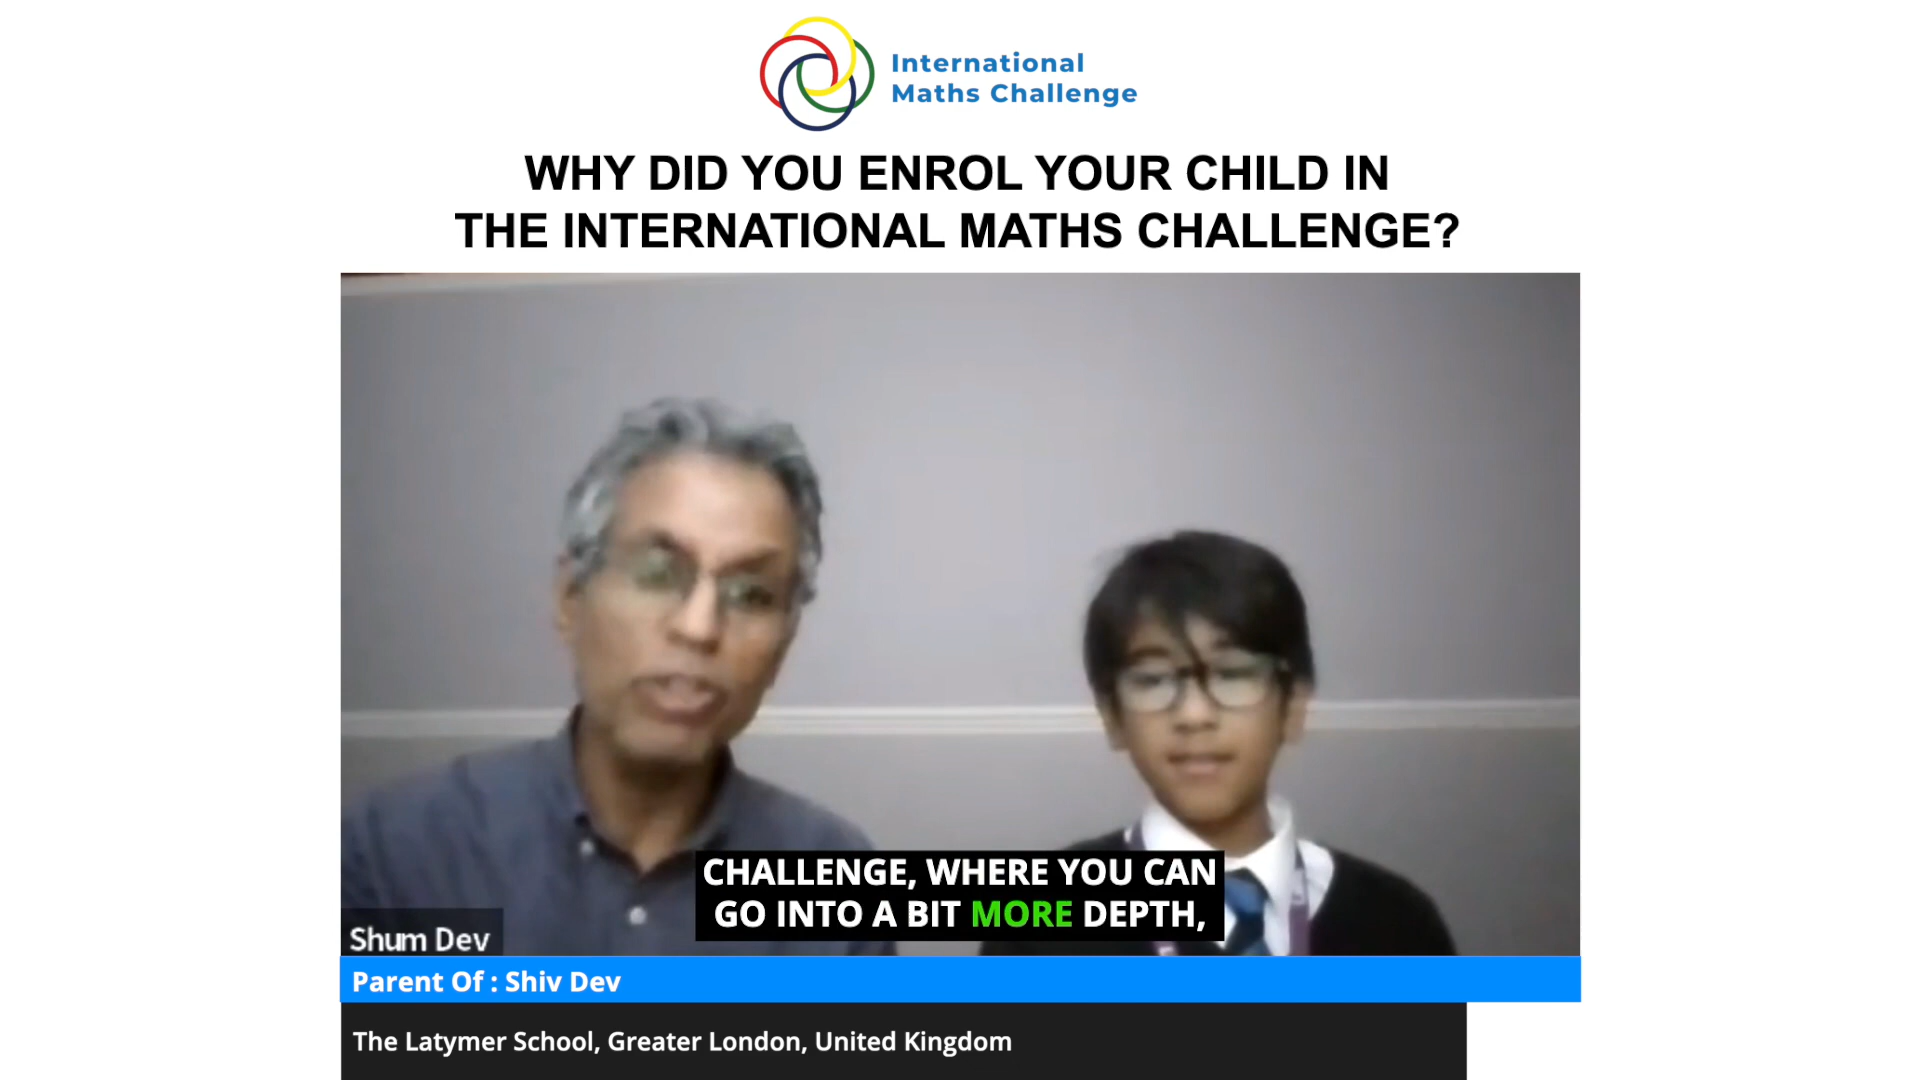 International
Maths Challenge
WHY DID YOU ENROL YOUR CHILD IN
THE INTERNATIONAL MATHS CHALLENGE?
CHALLENGE, WHERE YOU CAN
GO INTO A BIT MORE DEPTH,
Shum Dev
Parent Of : Shiv Dev
The Latymer School, Greater London, United Kingdom